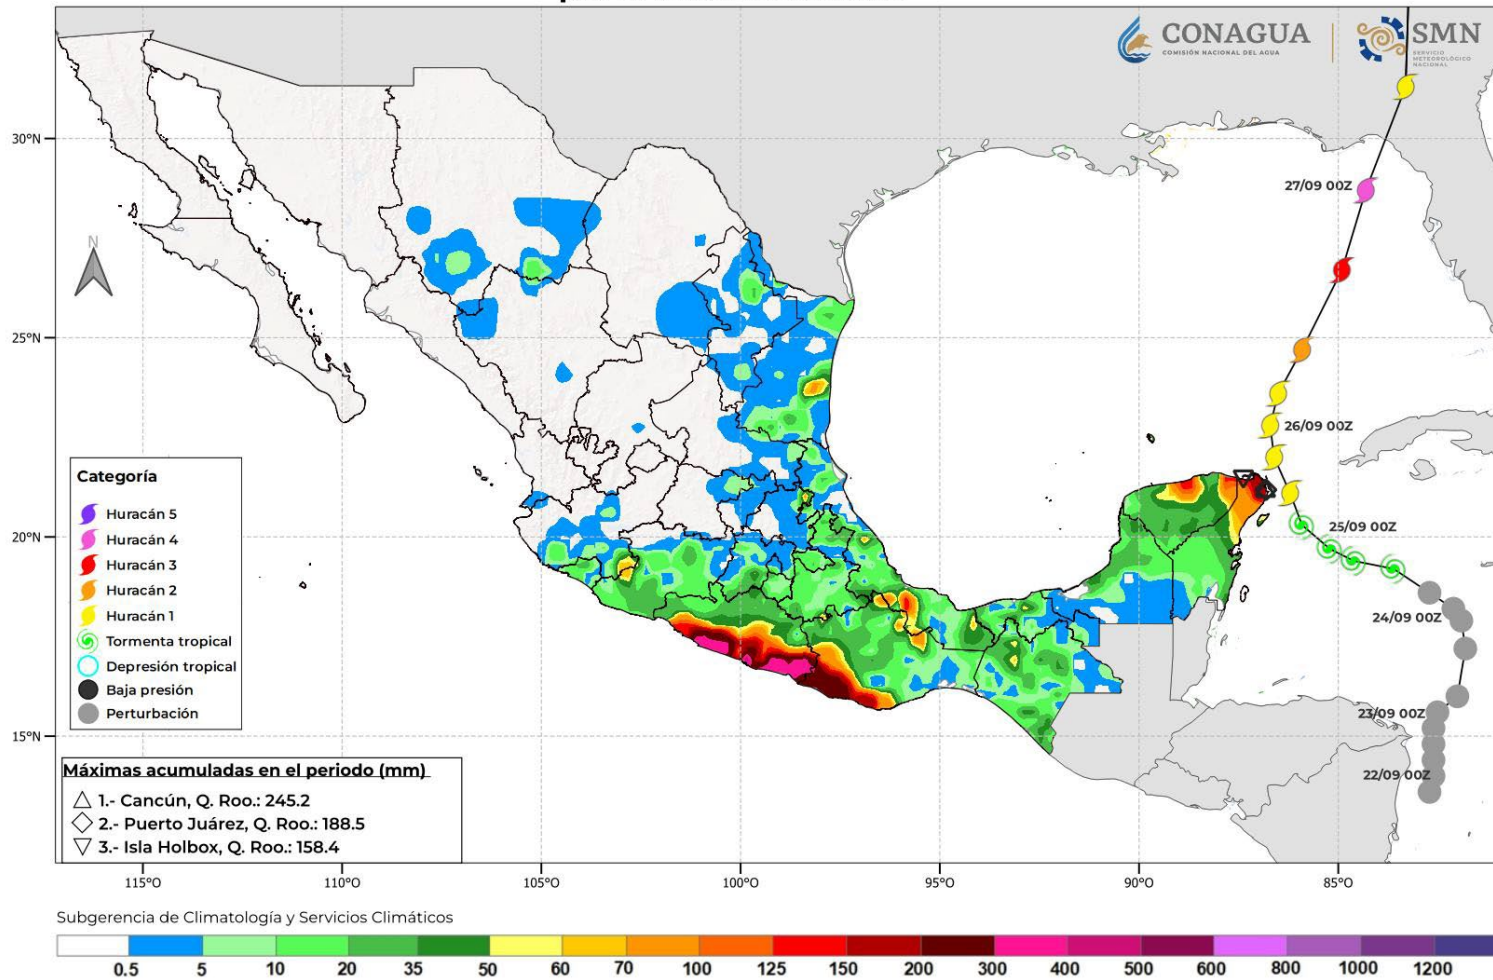 CONAGUA
COMISIÓN NACIONAL DEL AGUA
SMN
SERVICIO
METEOROLÓGICO
NACIONAL
30°N
25°N
20°N
15°N
N
27/09 00Z
26/09 00Z
25/09 00Z
24/09 00Z
23/09 00Z
22/09 00Z
Categoría
Huracán 5
Huracán 4
Huracán 3
Huracán 2
Huracán 1
Tormenta tropical
Depresión tropical
Baja presión
Perturbación
Máximas acumuladas en el periodo (mm)
1.- Cancún, Q. Roo.: 245.2
2.- Puerto Juárez, Q. Roo.: 188.5
3.- Isla Holbox, Q. Roo.: 158.4
115°O 110°O 105°O 100°O 95°O 90°O 85°O
Subgerencia de Climatología y Servicios Climáticos
0.5 5 10 20 35 50 60 70 100 125 150 200 300 400 500 600 800 1000 1200